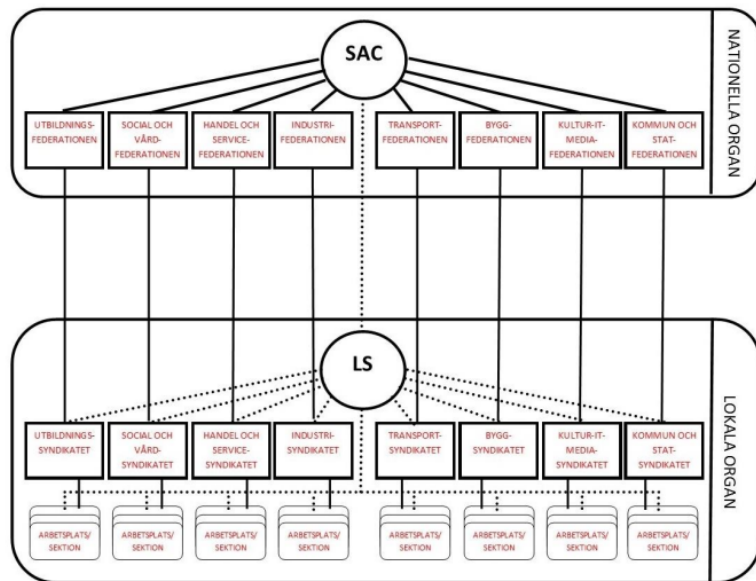 SAC
NATIONELLA ORGAN
UTBILDNINGS-
FEDERATIONEN
SOCIAL OCH
VÅRD-
FEDERATIONEN
HANDEL OCH
SERVICE-
FEDERATIONEN
INDUSTRI-
FEDERATIONEN
TRANSPORT-
FEDERATIONEN
BYGG-
FEDERATIONEN
KULTUR-IT-
MEDIA-
FEDERATIONEN
KOMMUN OCH
STAT-
FEDERATIONEN
LS
LOKALA ORGAN
UTBILDNINGS-
SYNDIKATET
SOCIAL OCH
VÅRD-
SYNDIKATET
HANDEL OCH
SERVICE-
SYNDIKATET
INDUSTRI-
SYNDIKATET
TRANSPORT-
SYNDIKATET
BYGG-
SYNDIKATET
KULTUR-IT-
MEDIA-
SYNDIKATET
KOMMUN OCH
STAT-
SYNDIKATET
ARBETSPLATS/
SEKTION
ARBETSPLATS/
SEKTION
ARBETSPLATS/
SEKTION
ARBETSPLATS/
SEKTION
ARBETSPLATS/
SEKTION
ARBETSPLATS/
SEKTION
ARBETSPLATS/
SEKTION
ARBETSPLATS/
SEKTION